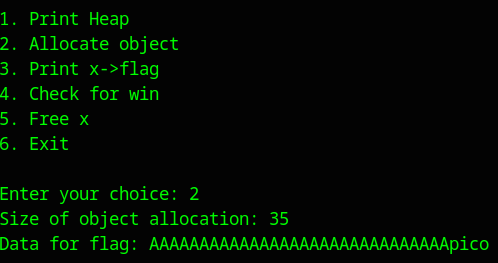 1. Print Heap
2. Allocate object
3. Print x->flag
4. Check for win
5. Free x
6. Exit
Enter your choice: 2
Size of object allocation: 35
Data for flag: AAAAAAAAAAAAAAAAAAAAAAAAAAAAAApico